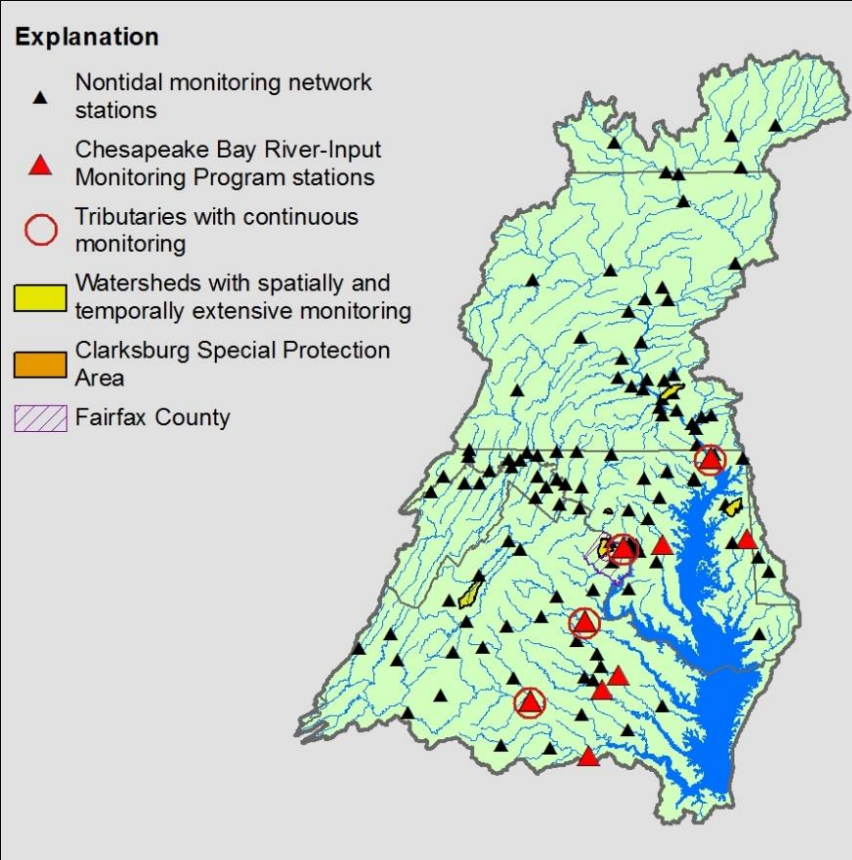 Explanation
Nontidal monitoring network
stations
Chesapeake Bay River-Input
Monitoring Program stations
Tributaries with continuous
monitoring
Watersheds with spatially and
temporally extensive monitoring
Clarksburg Special Protection
Area
Fairfax County